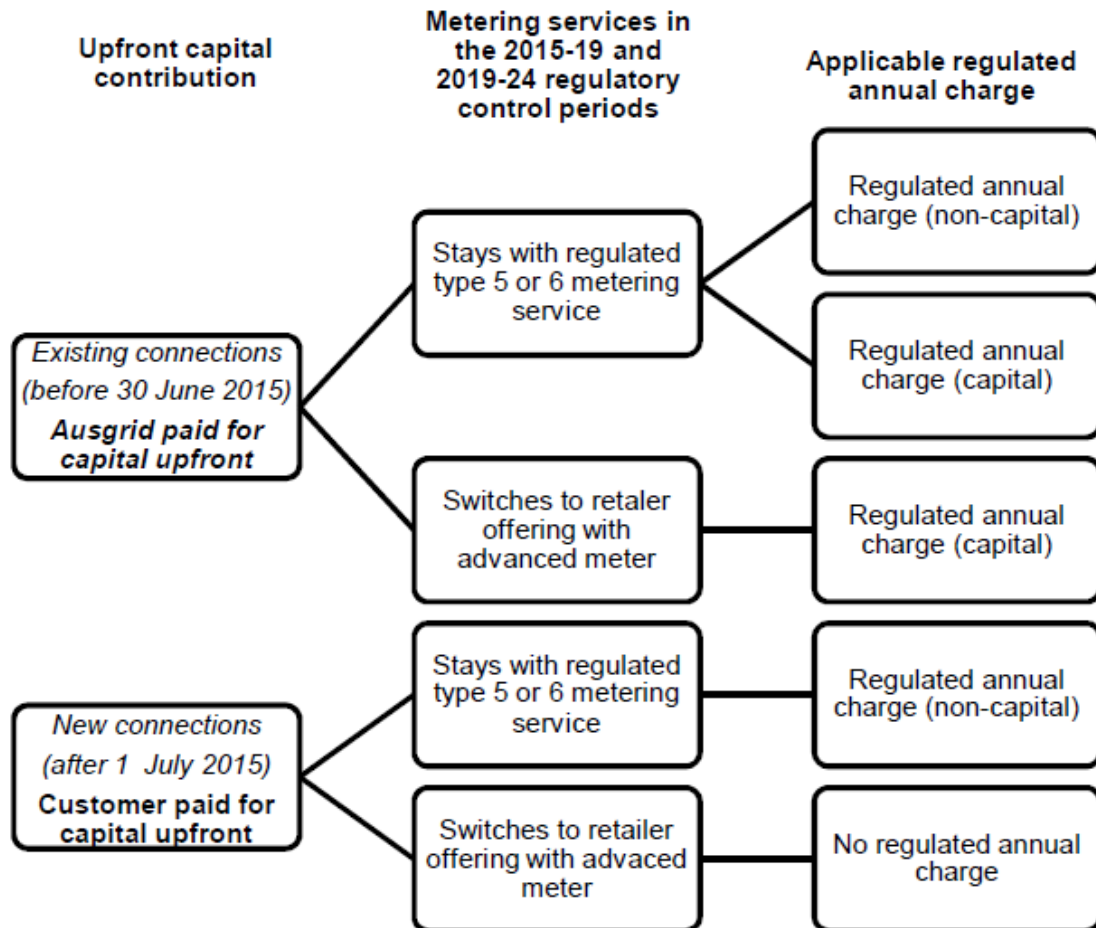 Upfront capital
contribution
Metering services in
the 2015-19 and
2019-24 regulatory
control periods
Applicable regulated
annual charge
Existing connections
(before 30 June 2015)
Ausgrid paid for
capital upfront
Stays with regulated
type 5 or 6 metering
service
Regulated annual
charge (non-capital)
Regulated annual
charge (capital)
Switches to retaler
offering with
advanced meter
Regulated annual
charge (capital)
New connections
(after 1 July 2015)
Customer paid for
capital upfront
Stays with regulated
type 5 or 6 metering
service
Regulated annual
charge (non-capital)
Switches to retailer
offering with advaced
meter
No regulated annual
charge